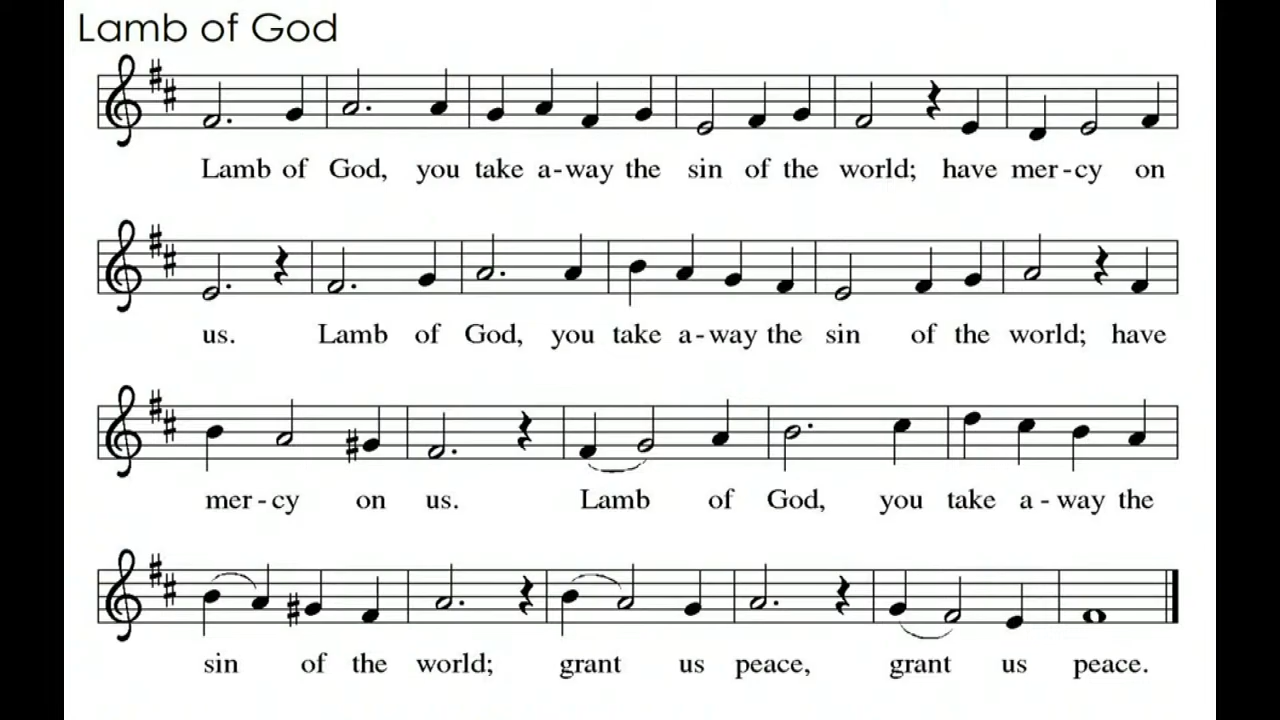 Lamb of God
Lamb of God, you take a-way the sin of the world; have mer-cy on
us. Lamb of God, you take a-way the sin of the world; have
mer-cy on us. Lamb of God, you take a-way the
sin of the world; grant us peace, grant us peace.